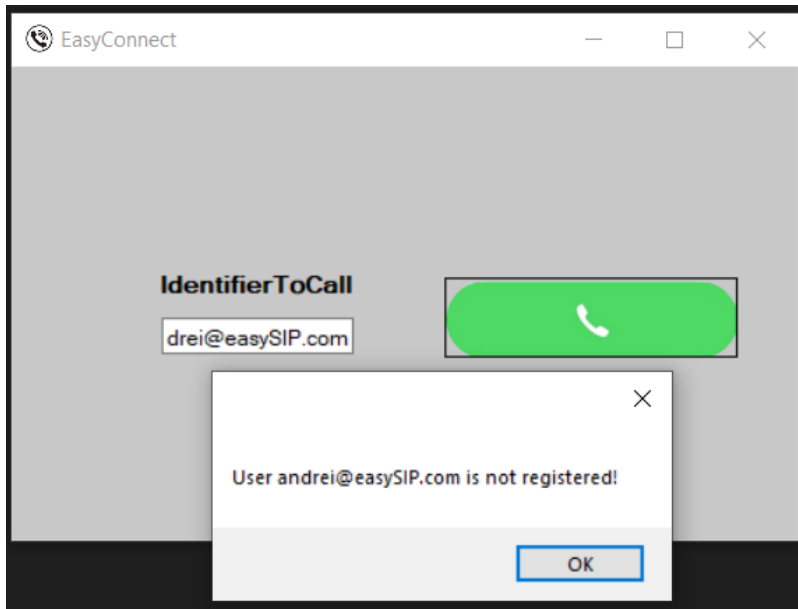 EasyConnect
IdentifierToCall
drei@easySIP.com
User andrei@easySIP.com is not registered!
OK